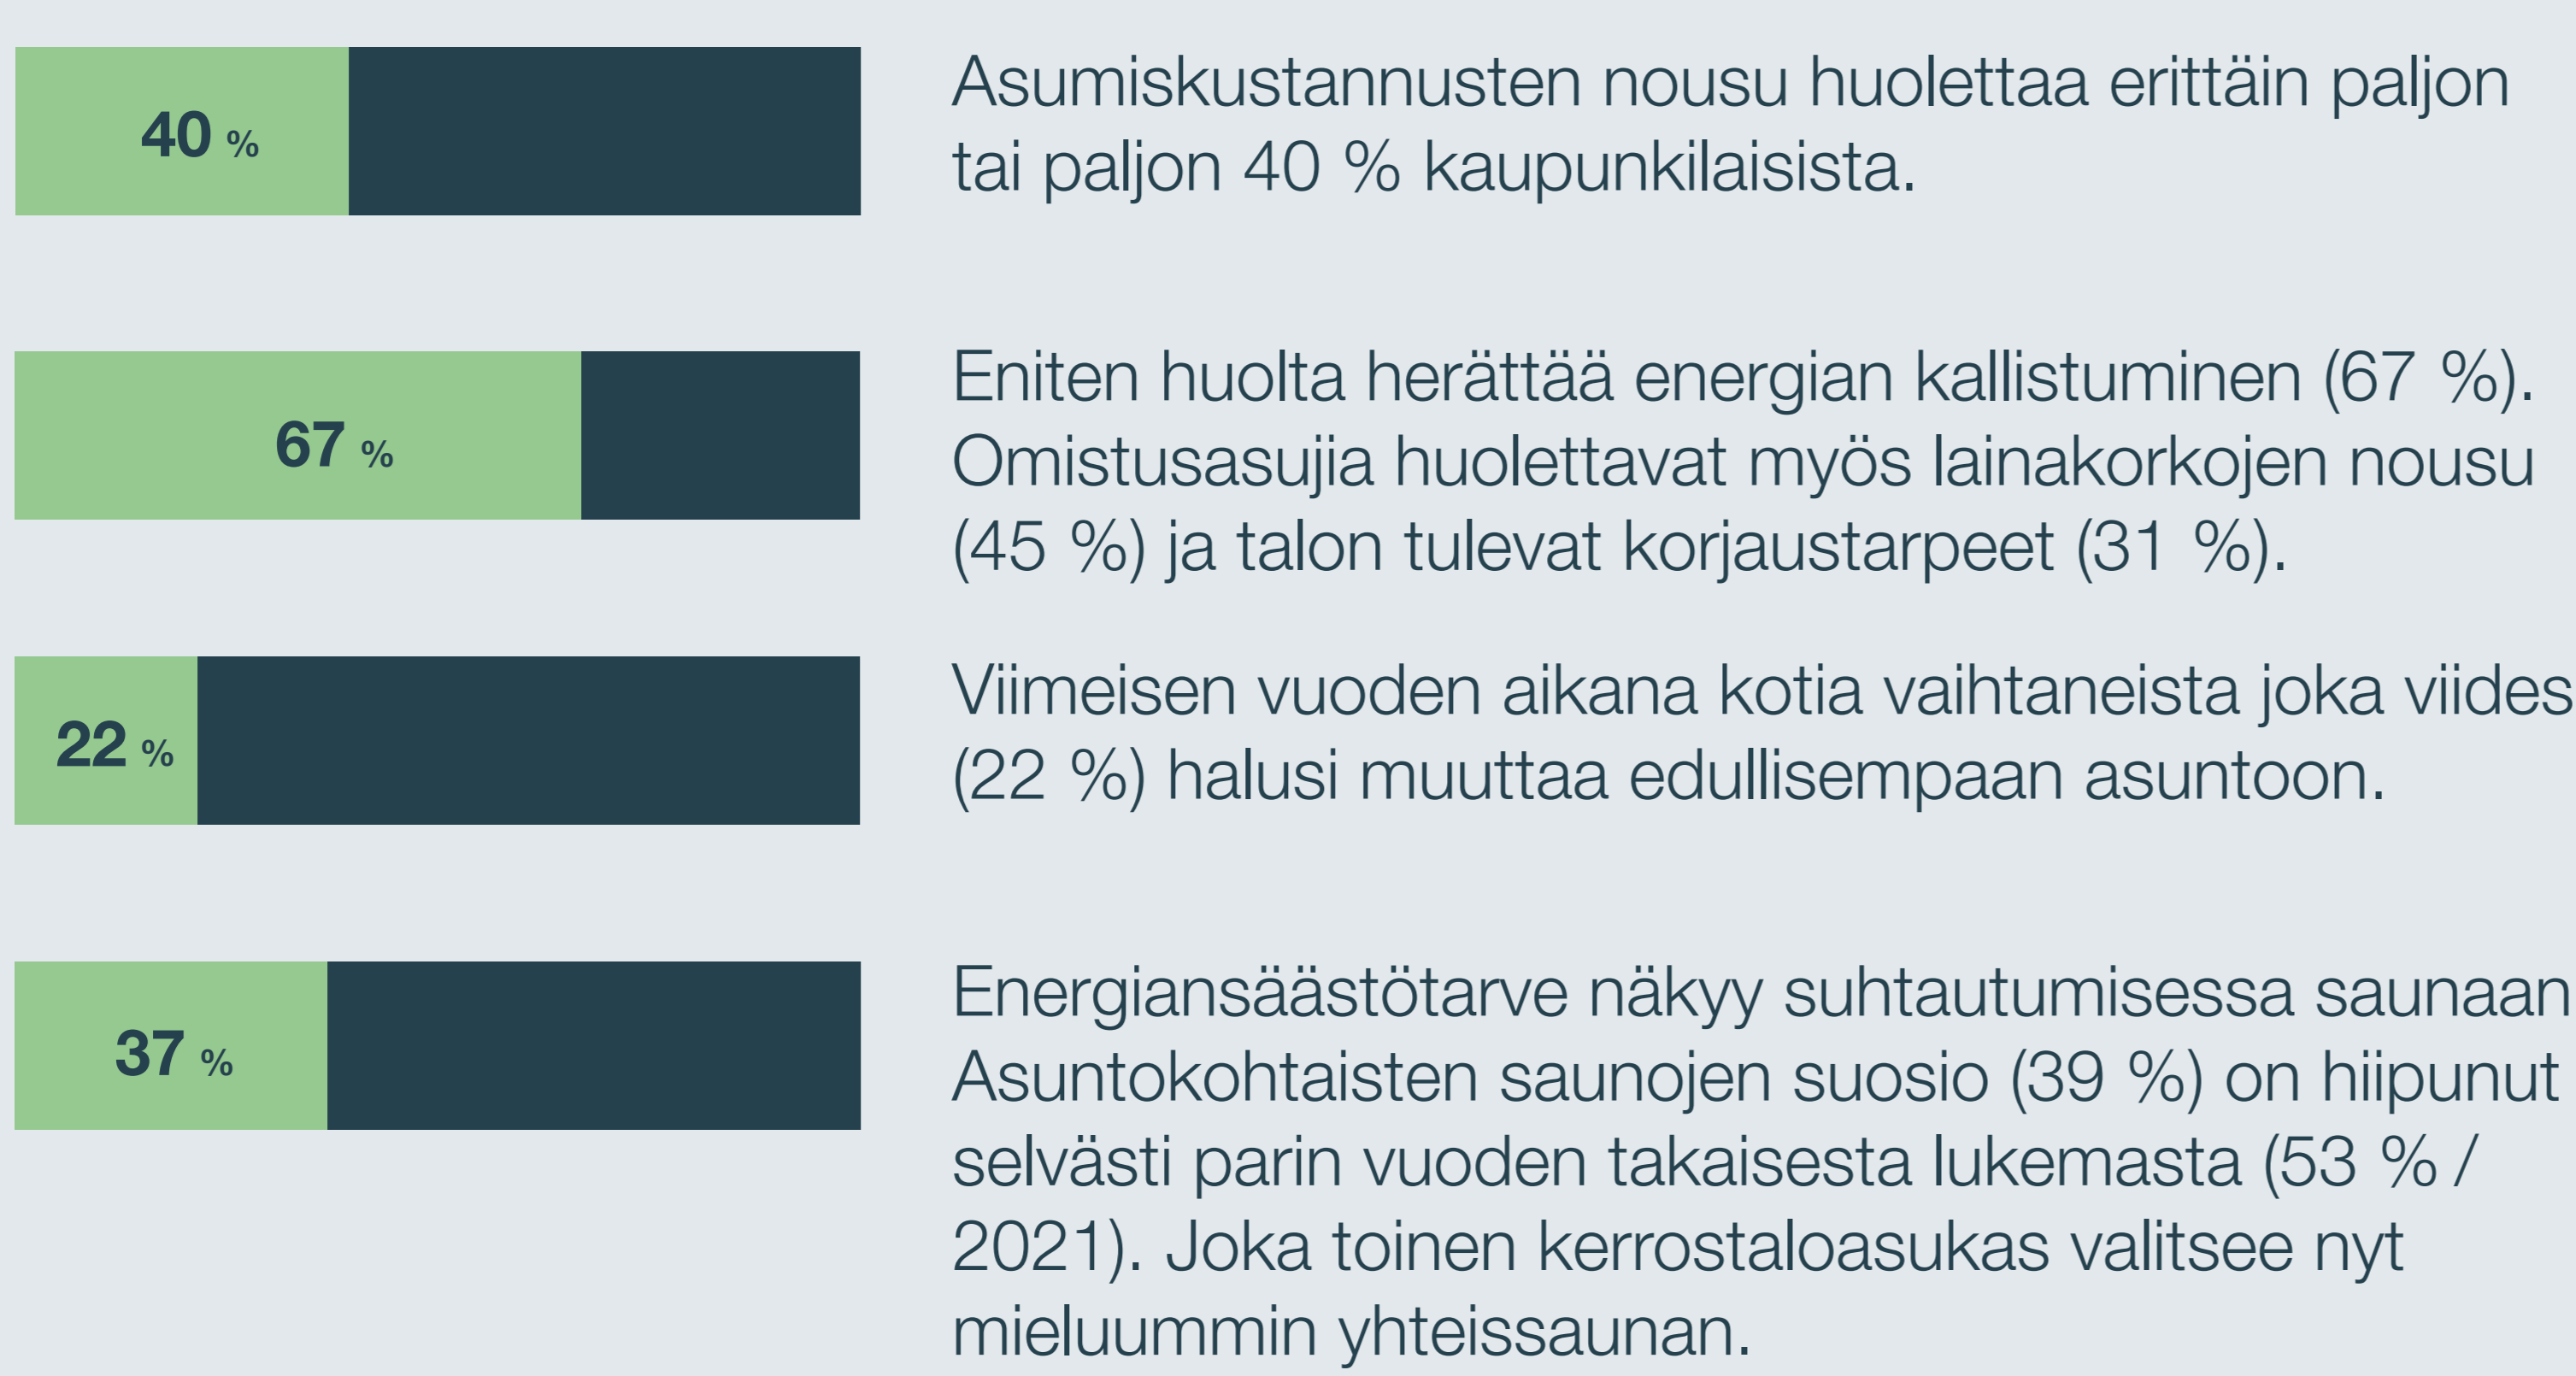 40 %
Asumiskustannusten nousu huolettaa erittäin paljon
tai paljon 40 % kaupunkilaisista.
67 %
Eniten huolta herättää energian kallistuminen (67 %).
Omistusasujia huolettavat myös lainakorkojen nousu
(45 %) ja talon tulevat korjaustarpeet (31 %).
22 %
Viimeisen vuoden aikana kotia vaihtaneista joka viides
(22 %) halusi muuttaa edullisempaan asuntoon.
37 %
Energiansäästötarve näkyy suhtautumisessa saunaan
Asuntokohtaisten saunojen suosio (39 %) on hiipunut
selvästi parin vuoden takaisesta lukemasta (53 % /
2021). Joka toinen kerrostaloasukas valitsee nyt
mieluummin yhteissaunan.